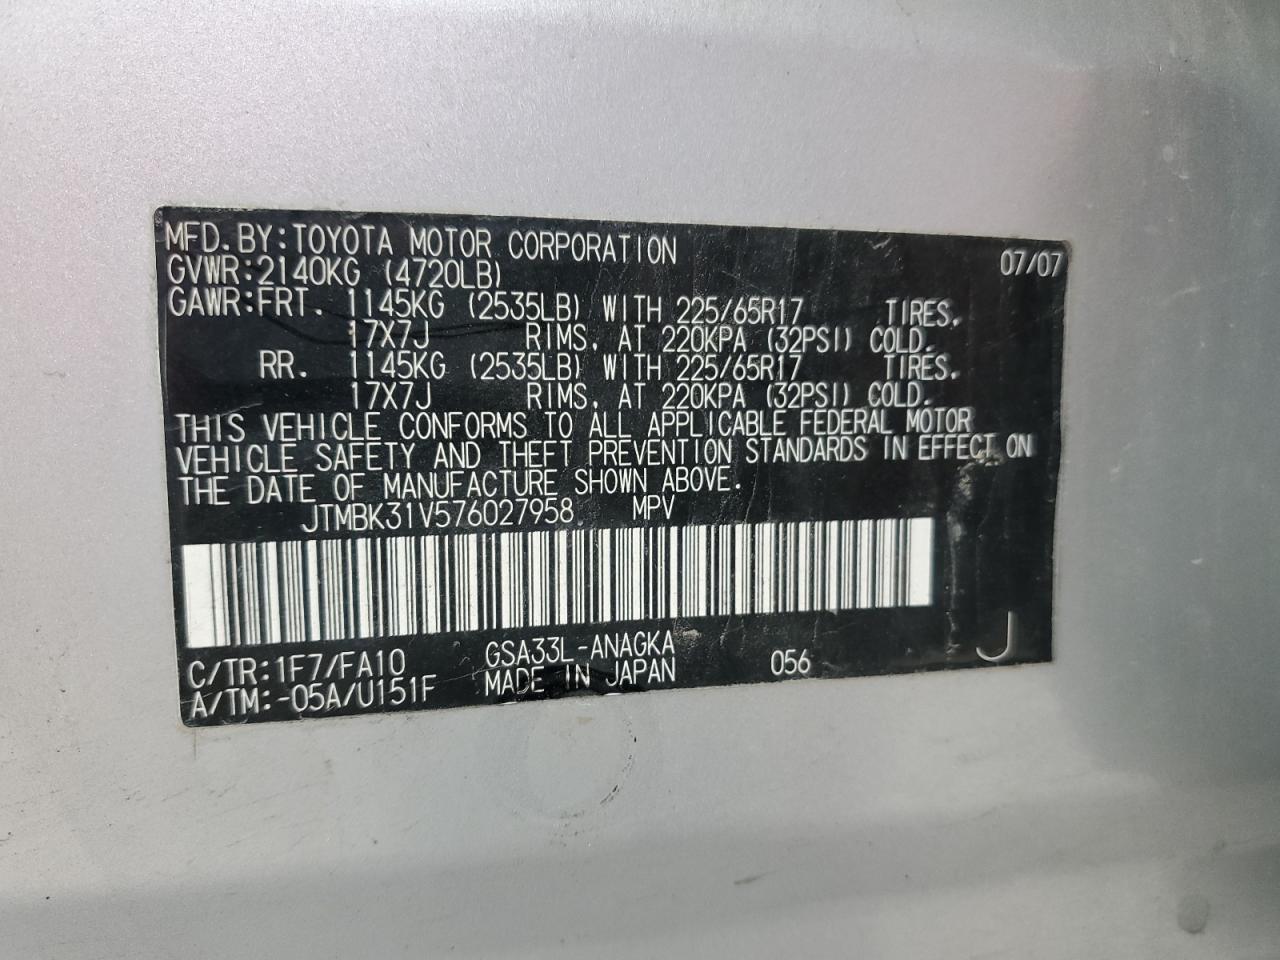 MFD. BY: TOYOTA MOTOR CORPORATION 07/07
GVWR: 2140KG (4720LB)
GAWR: FRT. 1145KG (2535LB) WITH 225/65R17 TIRES,
17X7J RIMS, AT 220KPA (32PSI) COLD.
RR. 1145KG (2535LB) WITH 225/65R17 TIRES,
17X7J RIMS, AT 220KPA (32PSI) COLD.
THIS VEHICLE CONFORMS TO ALL APPLICABLE FEDERAL MOTOR
VEHICLE SAFETY AND THEFT PREVENTION STANDARDS IN EFFECT ON
THE DATE OF MANUFACTURE SHOWN ABOVE.
JTMBK31V576027958 MPV
C/TR: 1F7/FA10 GSA33L-ANAGKA 056 J
A/TM: -05A/U151F MADE IN JAPAN